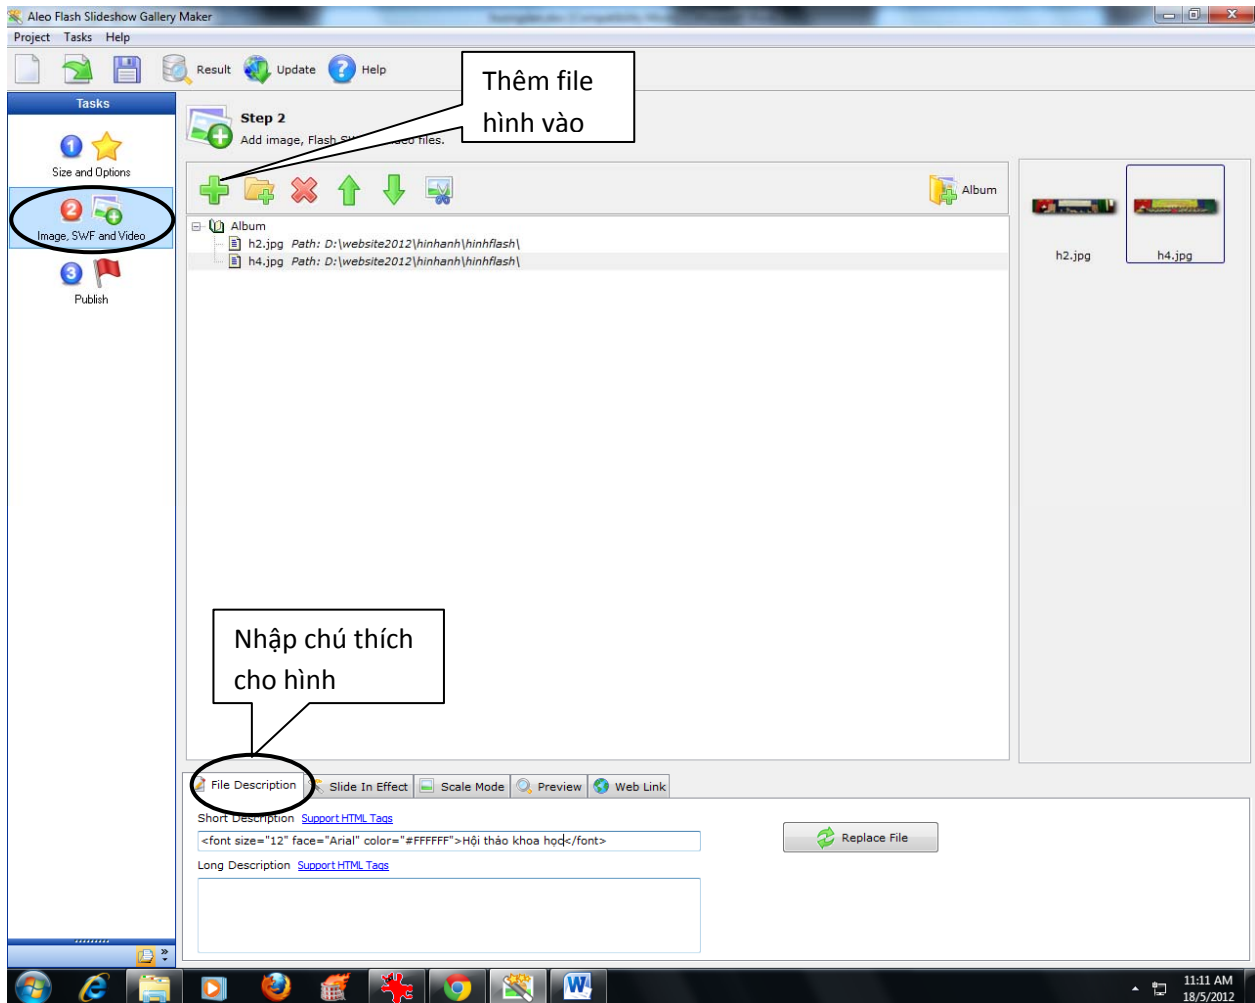 Aleo Flash Slideshow Gallery Maker
Project Tasks Help
Result Update Help
Thêm file
hình vào
Tasks
Step 2
Add image, Flash
files.
1
Size and Options
2
Image, SWF and Video
3
Publish
Album
Album
h2.jpg Path: D:\website2012\hinhanh\hinhflash\
h4.jpg Path: D:\website2012\hinhanh\hinhflash\
h2.jpg h4.jpg
Nhập chú thích
cho hình
File Description Slide In Effect Scale Mode Preview Web Link
Short Description Support HTML Tags
<font size="12" face="Arial" color="#FFFFFF">Hội thảo khoa học</font>
Replace File
Long Description Support HTML Tags
11:11 AM
18/5/2012